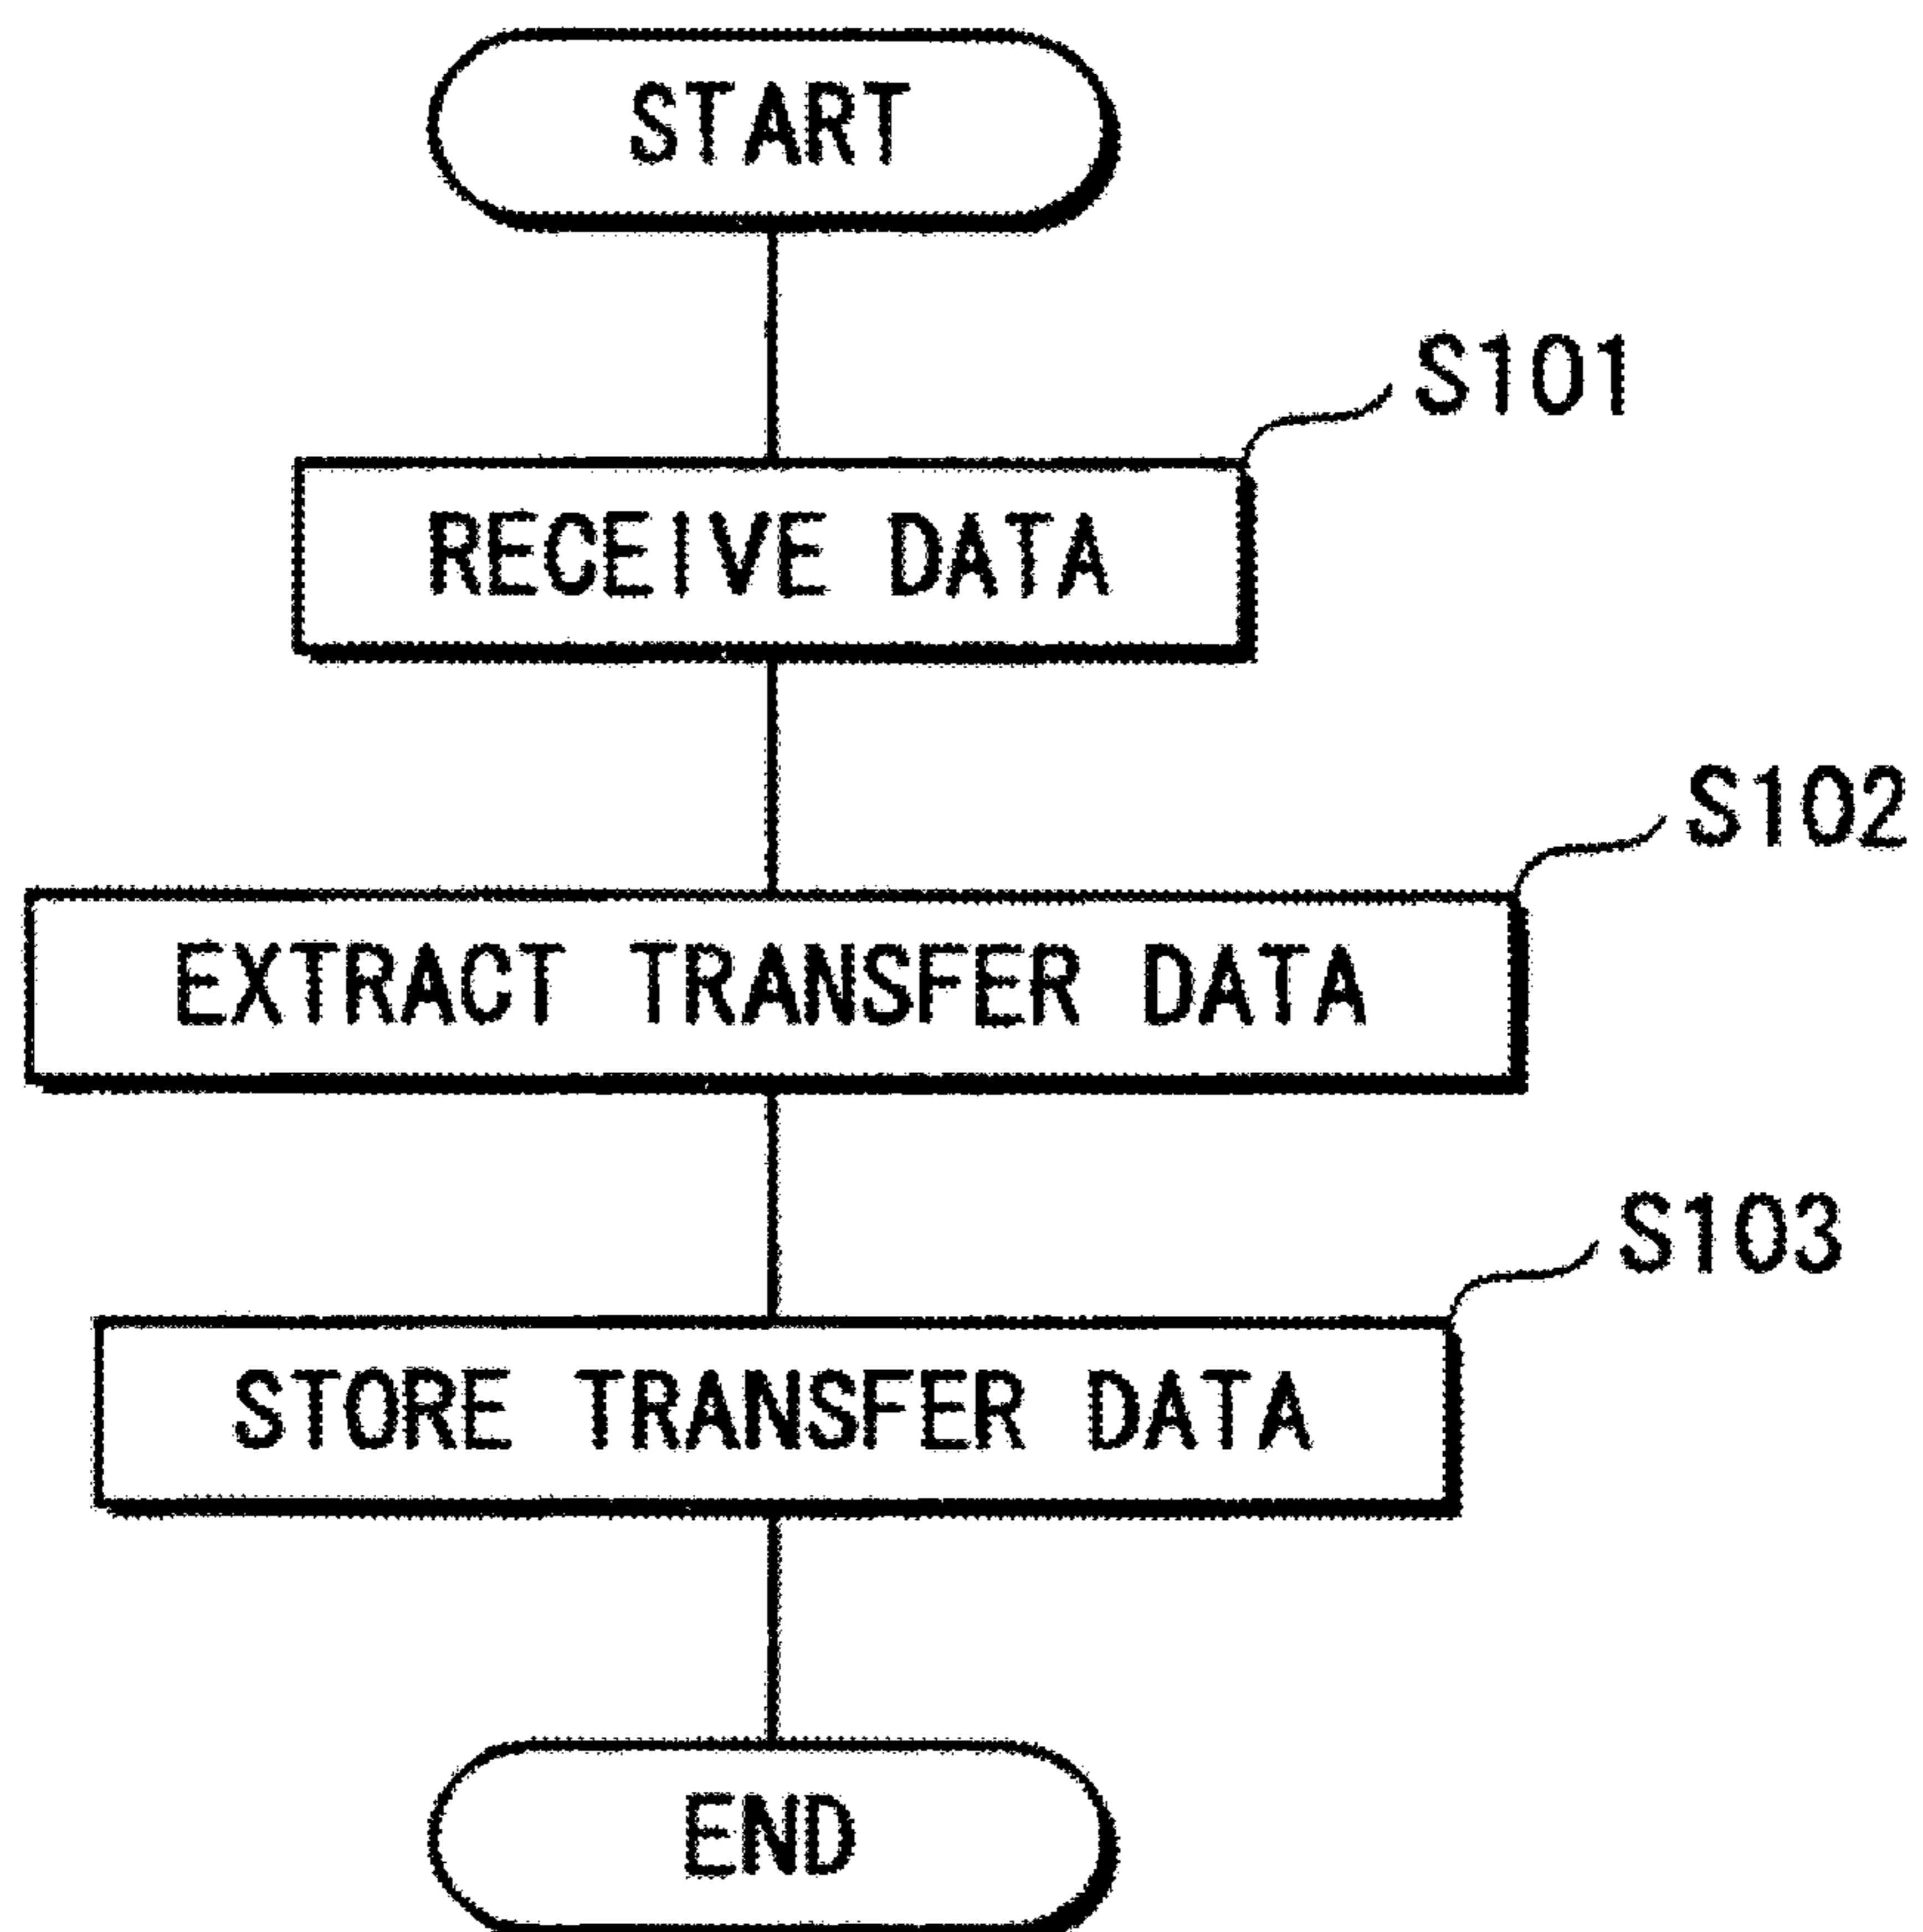 START
S101
RECEIVE DATA
S102
EXTRACT TRANSFER DATA
S103
STORE TRANSFER DATA
END